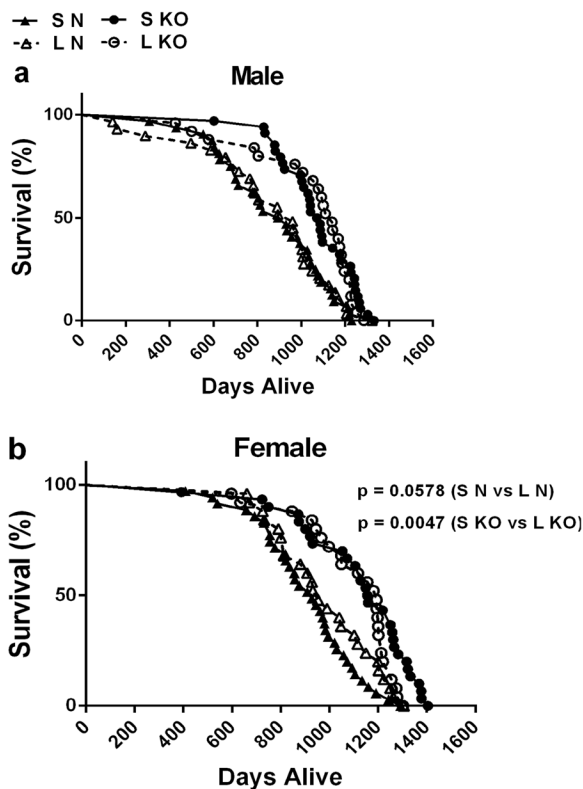 S N S KO
L N L KO
a Male
Survival (%)
100
50
0
0 200 400 600 800 1000 1200 1400 1600
Days Alive
b Female
Survival (%)
100
50
0
p = 0.0578 (S N vs L N)
p = 0.0047 (S KO vs L KO)
0 200 400 600 800 1000 1200 1400 1600
Days Alive